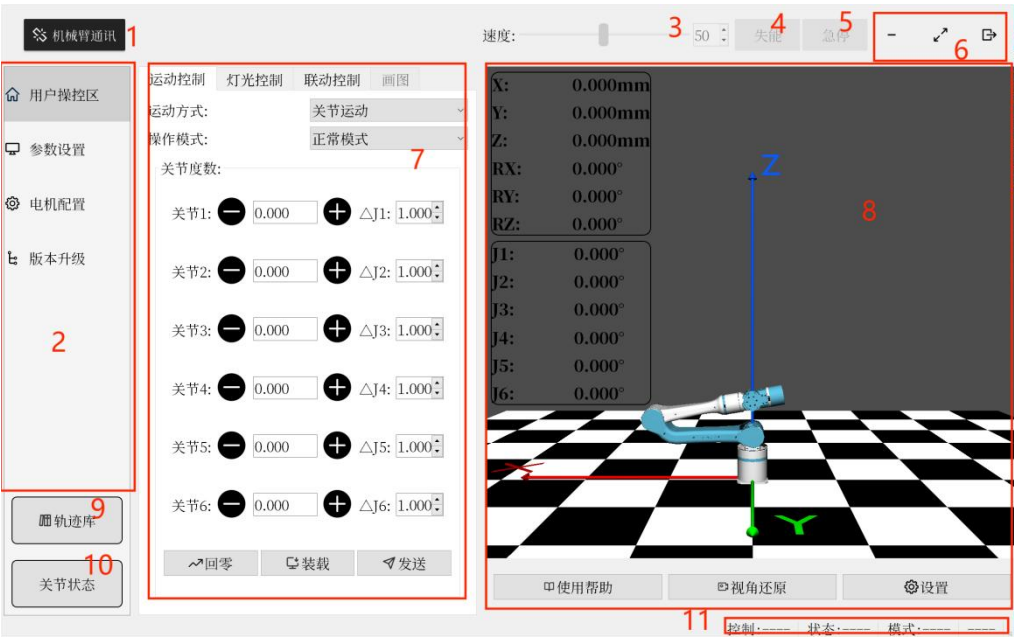 机械臂通讯 1
速度: 3 50 失能 4 急停 5 6
用户操控区
参数设置
电机配置
版本升级
2
轨迹库 9
关节状态 10
运动控制 灯光控制 联动控制 画图
运动方式: 关节运动
操作模式: 正常模式
7
关节度数:
关节1: 0.000 △J1: 1.000
关节2: 0.000 △J2: 1.000
关节3: 0.000 △J3: 1.000
关节4: 0.000 △J4: 1.000
关节5: 0.000 △J5: 1.000
关节6: 0.000 △J6: 1.000
回零 装载 发送
X: 0.000mm
Y: 0.000mm
Z: 0.000mm
RX: 0.000°
RY: 0.000°
RZ: 0.000°
J1: 0.000°
J2: 0.000°
J3: 0.000°
J4: 0.000°
J5: 0.000°
J6: 0.000°
Z
8
X
Y
使用帮助 视角还原 设置
11 控制:---- 状态:---- 模式:---- ----